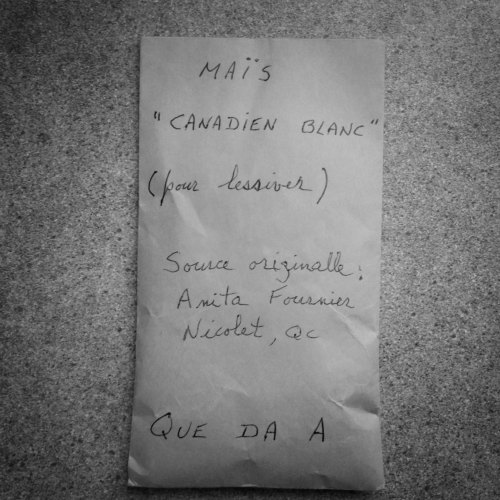 MAÏS
"CANADIEN BLANC"
(pour lessiver)
Source originalle:
Anita Fournier
Nicolet, QC
QUE DA A